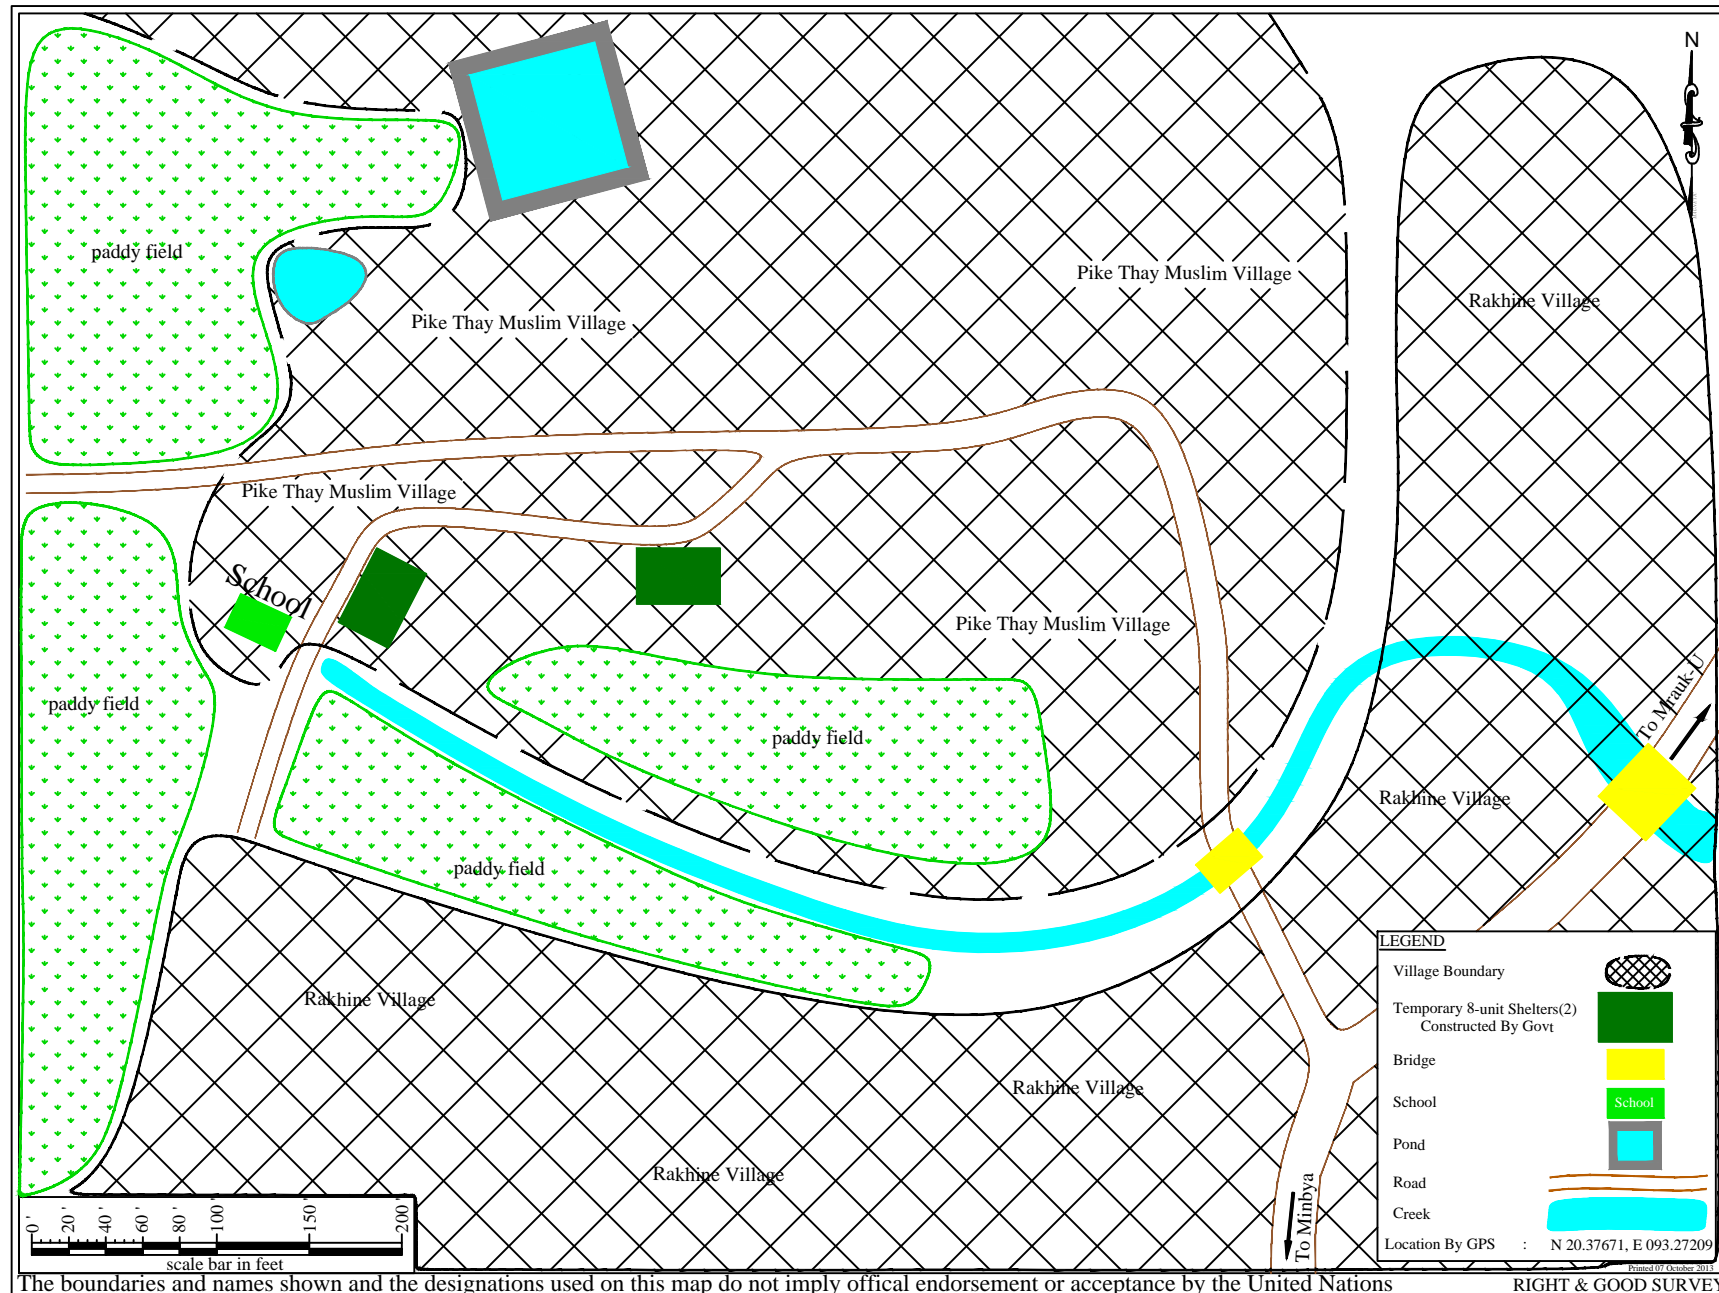 N
paddy field
Pike Thay Muslim Village
Rakhine Village
Pike Thay Muslim Village
Pike Thay Muslim Village
School
Pike Thay Muslim Village
paddy field
To Mrauk-U
paddy field
Rakhine Village
paddy field
Rakhine Village
Rakhine Village
Rakhine Village
To Minbya
LEGEND
Village Boundary
Temporary 8-unit Shelters(2)
Constructed By Govt
Bridge
School
School
Pond
Road
Creek
Location By GPS : N 20.37671, E 093.27209
Printed 07 October 2013
0' 20' 40' 60' 80' 100' 150' 200'
scale bar in feet
The boundaries and names shown and the designations used on this map do not imply offical endorsement or acceptance by the United Nations
RIGHT & GOOD SURVEY